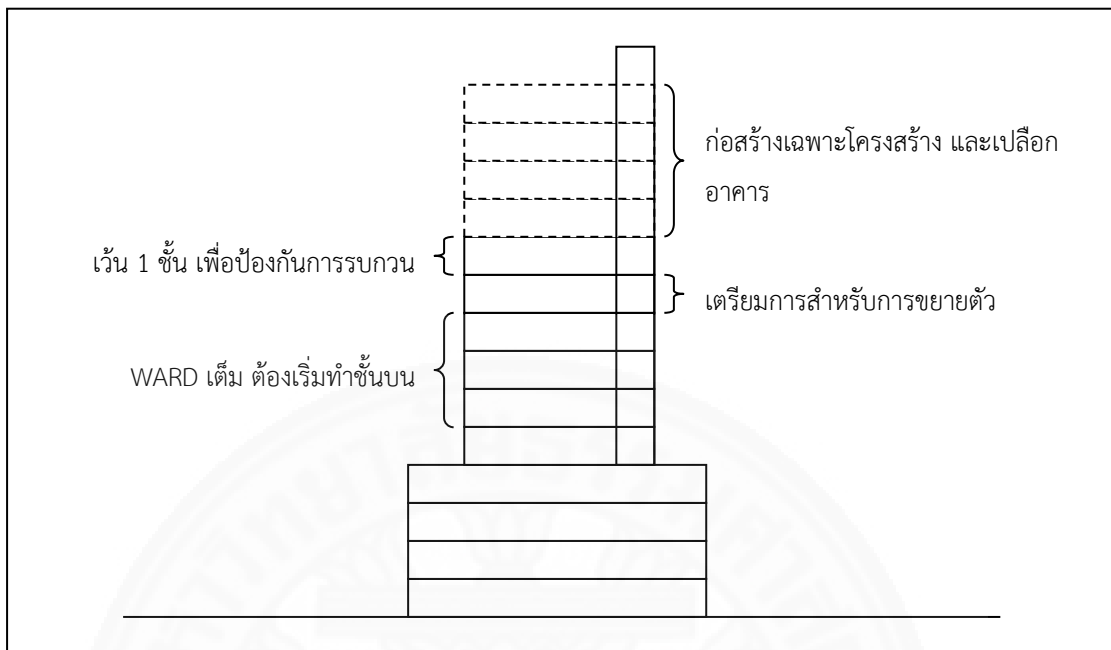 ก่อสร้างเฉพาะโครงสร้าง และเปลือก
อาคาร
เว้น 1 ชั้น เพื่อป้องกันการรบกวน
เตรียมการสำหรับการขยายตัว
WARD เต็ม ต้องเริ่มทำชั้นบน